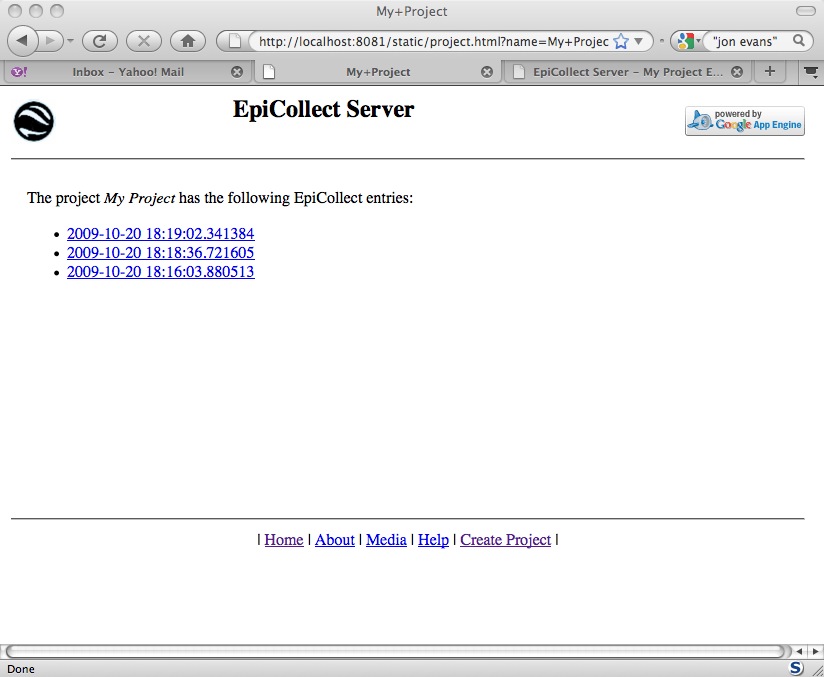 My+Project
http://localhost:8081/static/project.html?name=My+Projec
"jon evans"
Inbox – Yahoo! Mail
My+Project
EpiCollect Server – My Project E...
EpiCollect Server
powered by
Google App Engine
The project My Project has the following EpiCollect entries:
• 2009-10-20 18:19:02.341384
• 2009-10-20 18:18:36.721605
• 2009-10-20 18:16:03.880513
| Home | About | Media | Help | Create Project |
Done